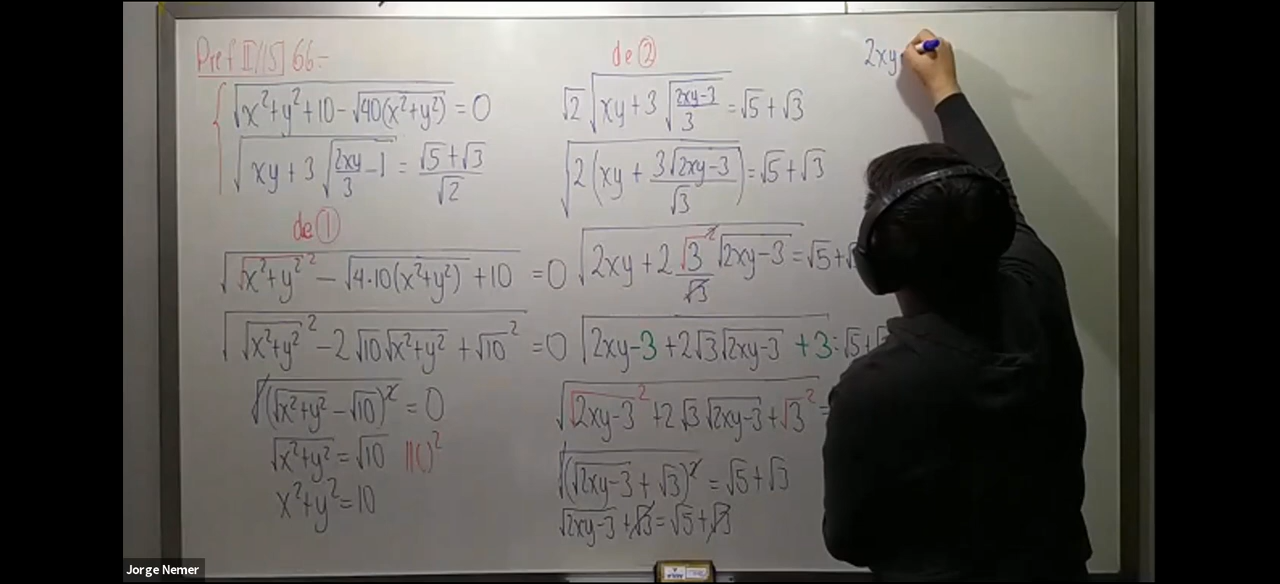 Pref II/15] 66.-
√(x²+y²+10-√(40(x²+y²))) = 0
√(xy+3√(2xy/3 -1)) = (√5+√3)/√2
de ①
√(√(x²+y²)² - √(4·10(x²+y²)) +10) = 0
√(√(x²+y²)² - 2√10√(x²+y²) + √10²) = 0
√((√(x²+y²) - √10)²) = 0
√(x²+y²) = √10 //()²
x²+y²=10
de ②
√2 √(xy+3√((2xy-3)/3)) = √5+√3
√(2(xy+ 3√(2xy-3)/√3)) = √5+√3
√(2xy+2 √3²/√3 √(2xy-3)) = √5+
√(2xy-3+2√3√(2xy-3) +3) = √5+
√(√(2xy-3)²+2√3√(2xy-3)+√3²) =
√((√(2xy-3)+√3)²) = √5+√3
√(2xy-3)+√3=√5+√3
2xy
Jorge Nemer